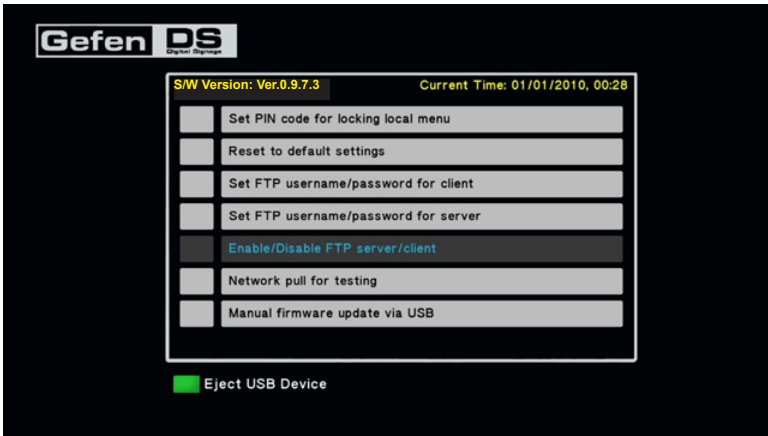 Gefen DS
Digital Signage
S/W Version: Ver.0.9.7.3 Current Time: 01/01/2010, 00:28
Set PIN code for locking local menu
Reset to default settings
Set FTP username/password for client
Set FTP username/password for server
Enable/Disable FTP server/client
Network pull for testing
Manual firmware update via USB
Eject USB Device